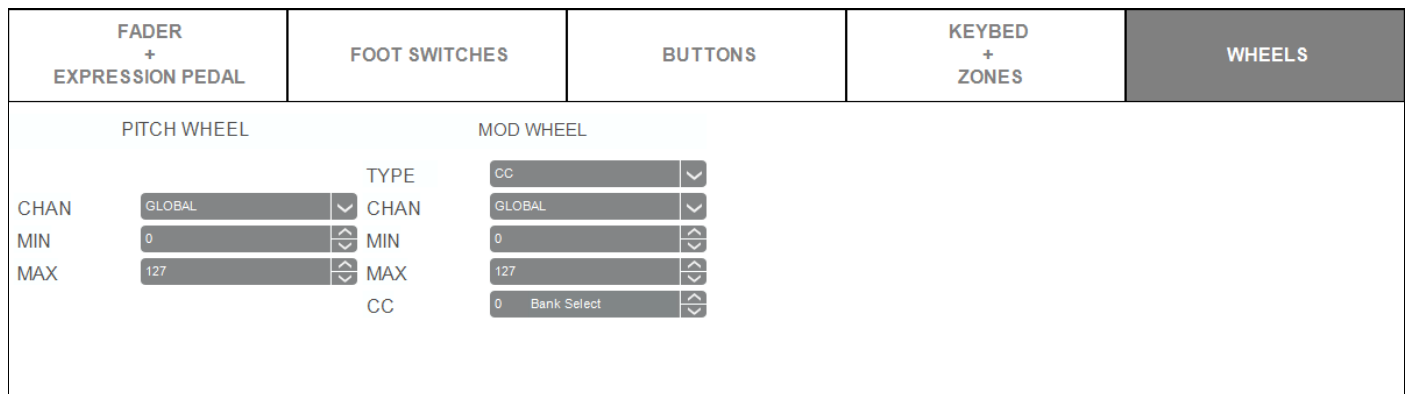 FADER
+
EXPRESSION PEDAL
FOOT SWITCHES
BUTTONS
KEYBED
+
ZONES
WHEELS
PITCH WHEEL
MOD WHEEL
TYPE CC
CHAN GLOBAL CHAN GLOBAL
MIN 0 MIN 0
MAX 127 MAX 127
CC 0 Bank Select